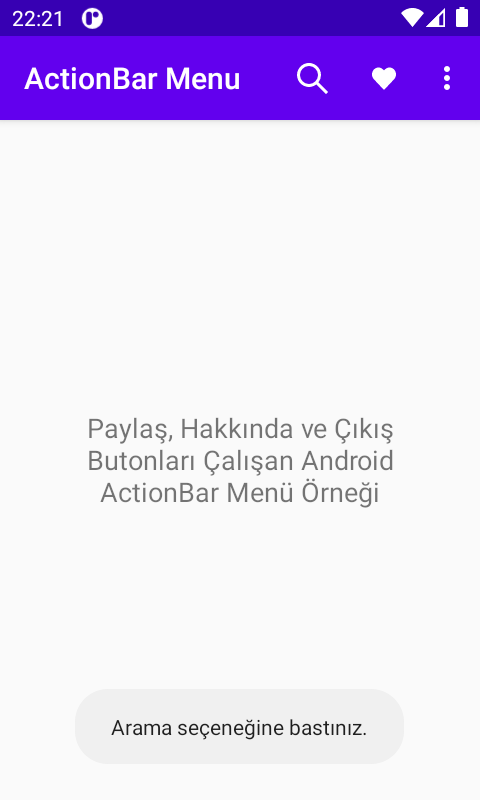 22:21
ActionBar Menu
Paylaş, Hakkında ve Çıkış
Butonları Çalışan Android
ActionBar Menü Örneği
Arama seçeneğine bastınız.